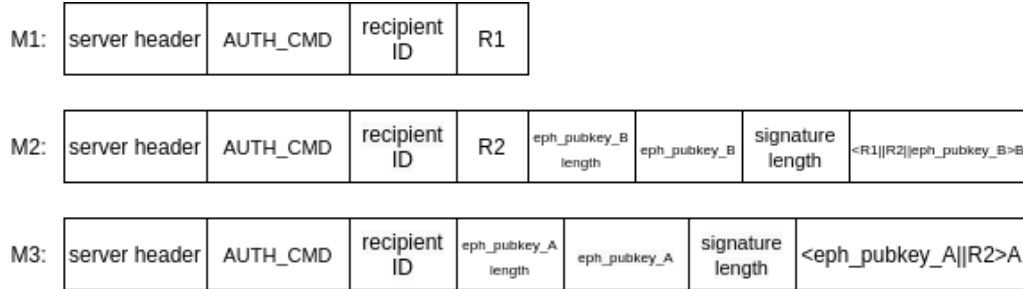 M1: server header AUTH_CMD recipient ID R1
M2: server header AUTH_CMD recipient ID R2 eph_pubkey_B length eph_pubkey_B signature length <R1||R2||eph_pubkey_B>B
M3: server header AUTH_CMD recipient ID eph_pubkey_A length eph_pubkey_A signature length <eph_pubkey_A||R2>A